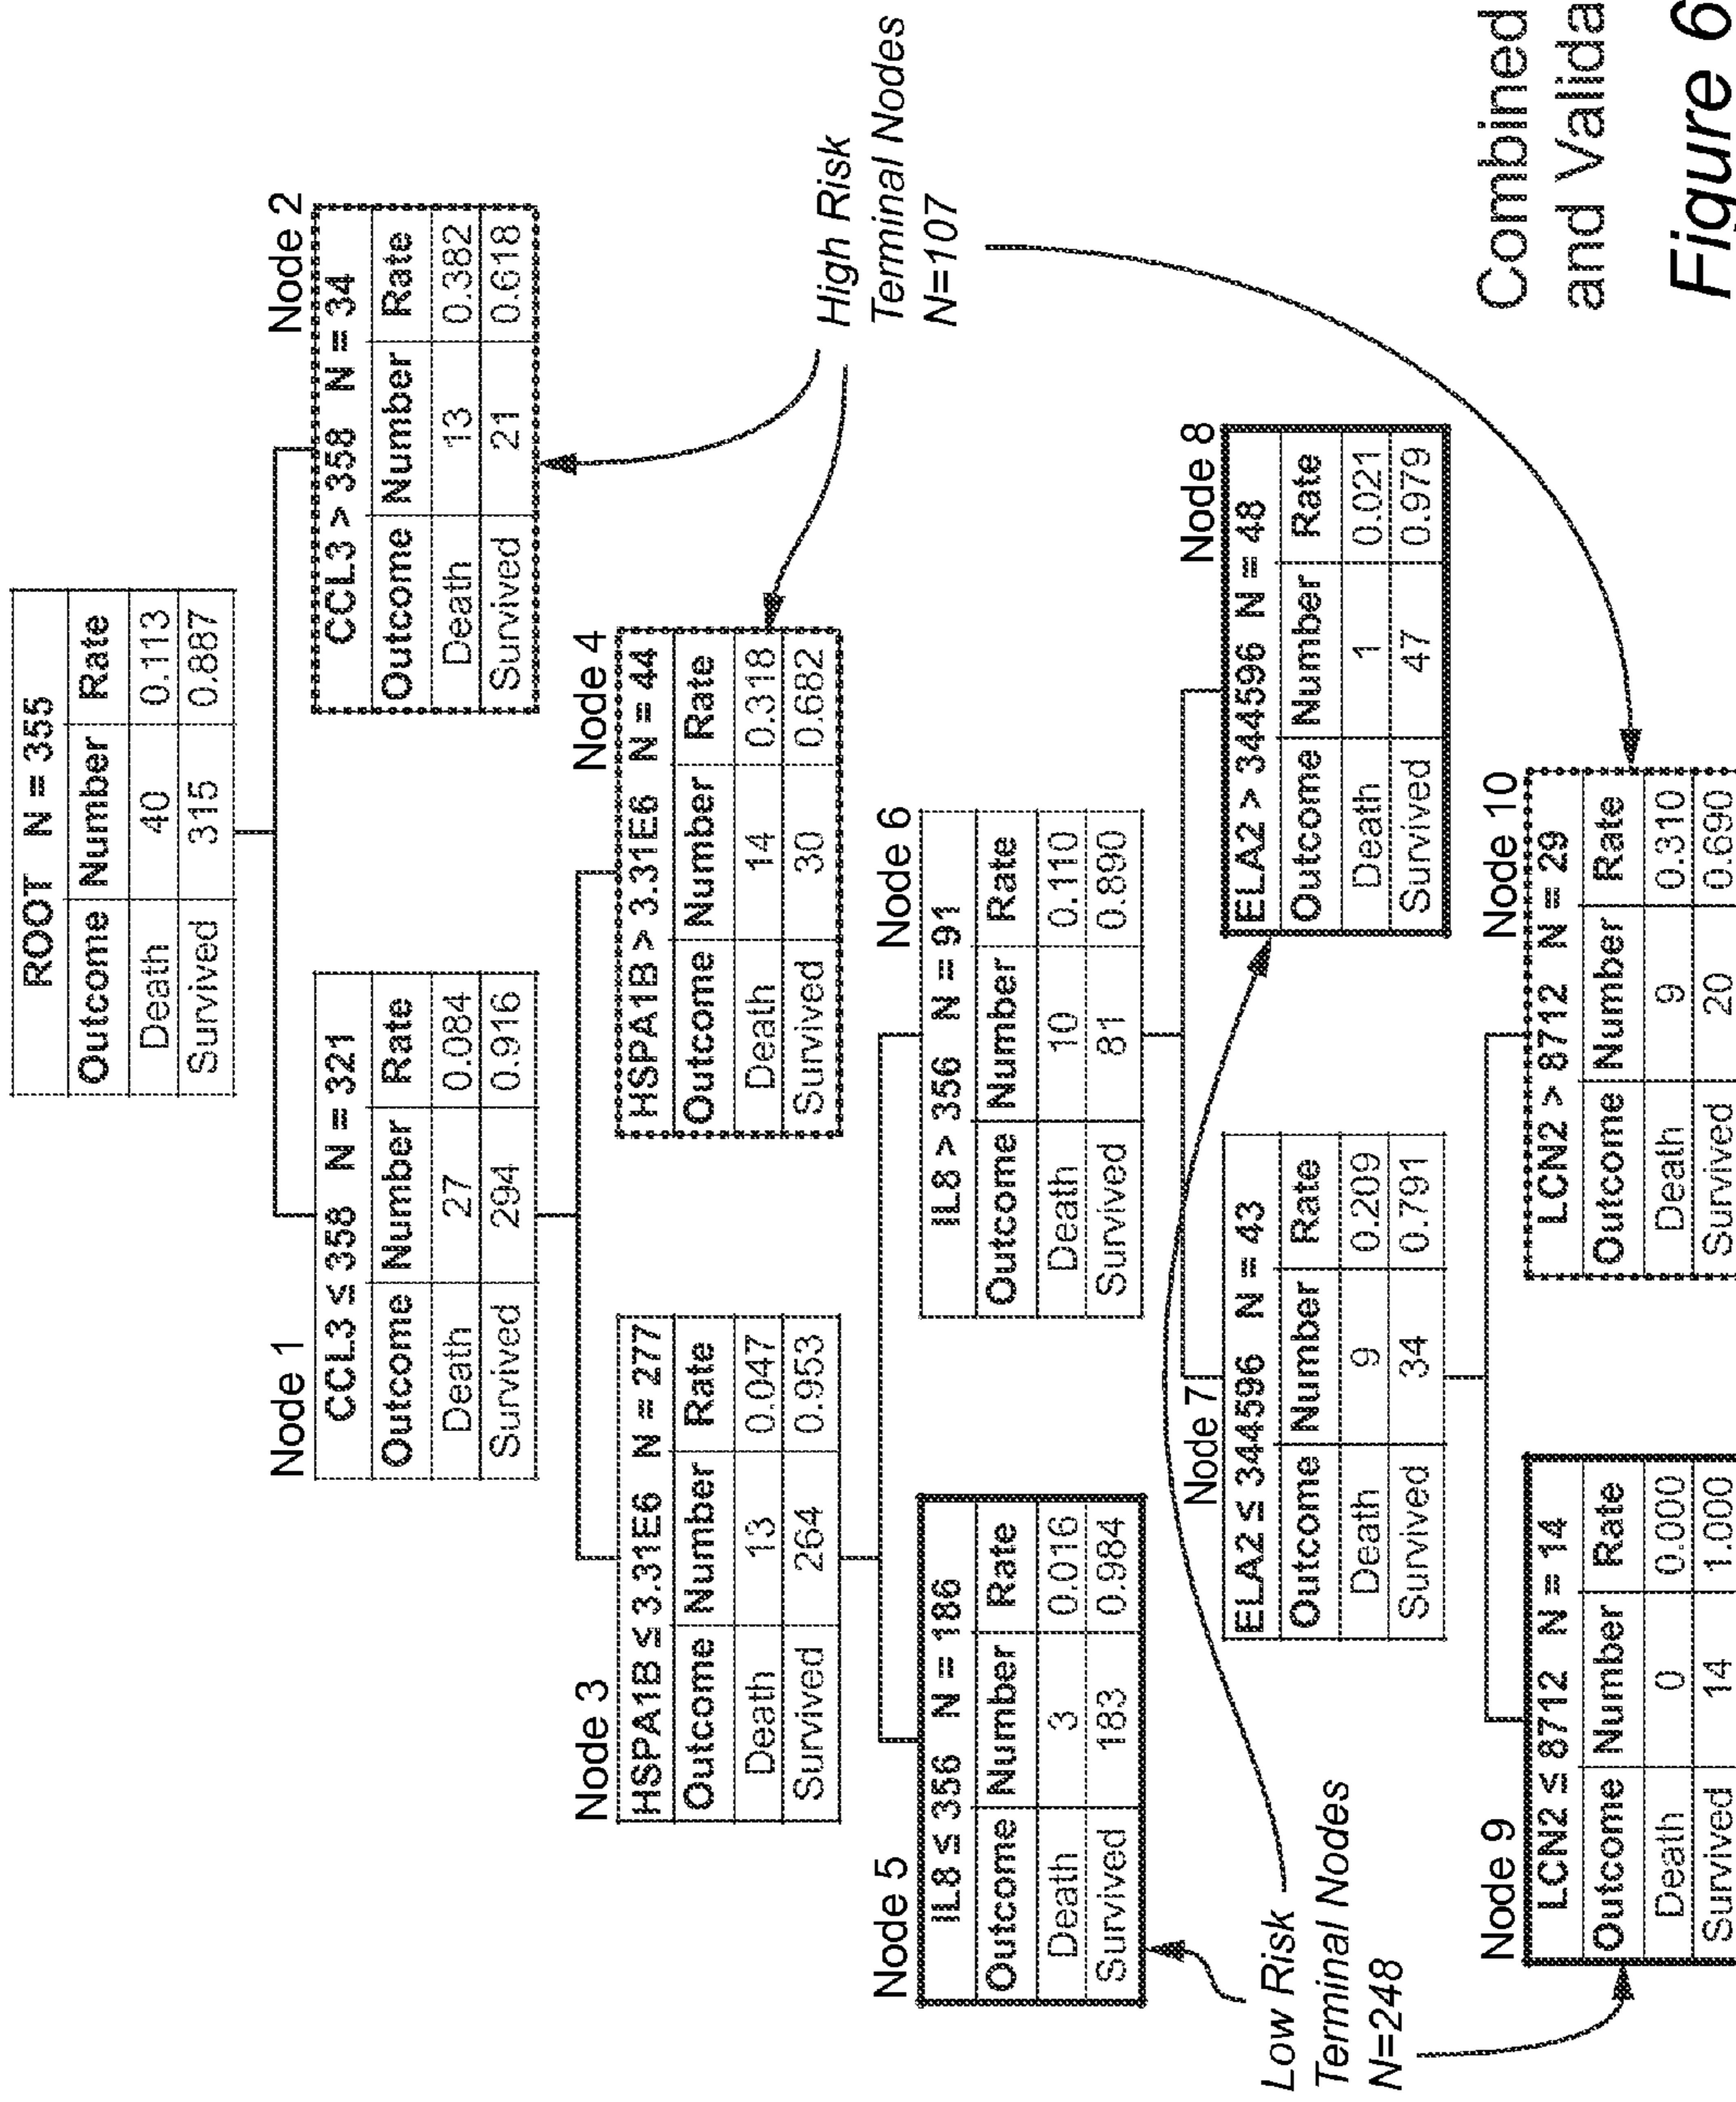 ROOT N = 355
Outcome Number Rate
Death 40 0.113
Survived 315 0.887
Node 1
CCL3 ≤ 358 N = 321
Outcome Number Rate
Death 27 0.084
Survived 294 0.916
Node 2
CCL3 > 358 N = 34
Outcome Number Rate
Death 13 0.382
Survived 21 0.618
Node 3
HSPA1B ≤ 3.31E6 N = 277
Outcome Number Rate
Death 13 0.047
Survived 264 0.953
Node 4
HSPA1B > 3.31E6 N = 44
Outcome Number Rate
Death 14 0.318
Survived 30 0.682
High Risk
Terminal Nodes
N=107
Node 5
IL8 ≤ 356 N = 186
Outcome Number Rate
Death 3 0.016
Survived 183 0.984
Node 6
IL8 > 356 N = 91
Outcome Number Rate
Death 10 0.110
Survived 81 0.890
Low Risk
Terminal Nodes
N=248
Node 7
ELA2 ≤ 344596 N = 43
Outcome Number Rate
Death 9 0.209
Survived 34 0.791
Node 8
ELA2 > 344596 N = 48
Outcome Number Rate
Death 1 0.021
Survived 47 0.979
Node 9
LCN2 ≤ 8712 N = 14
Outcome Number Rate
Death 0 0.000
Survived 14 1.000
Node 10
LCN2 > 8712 N = 29
Outcome Number Rate
Death 9 0.310
Survived 20 0.690
Combined
and Valida
Figure 6